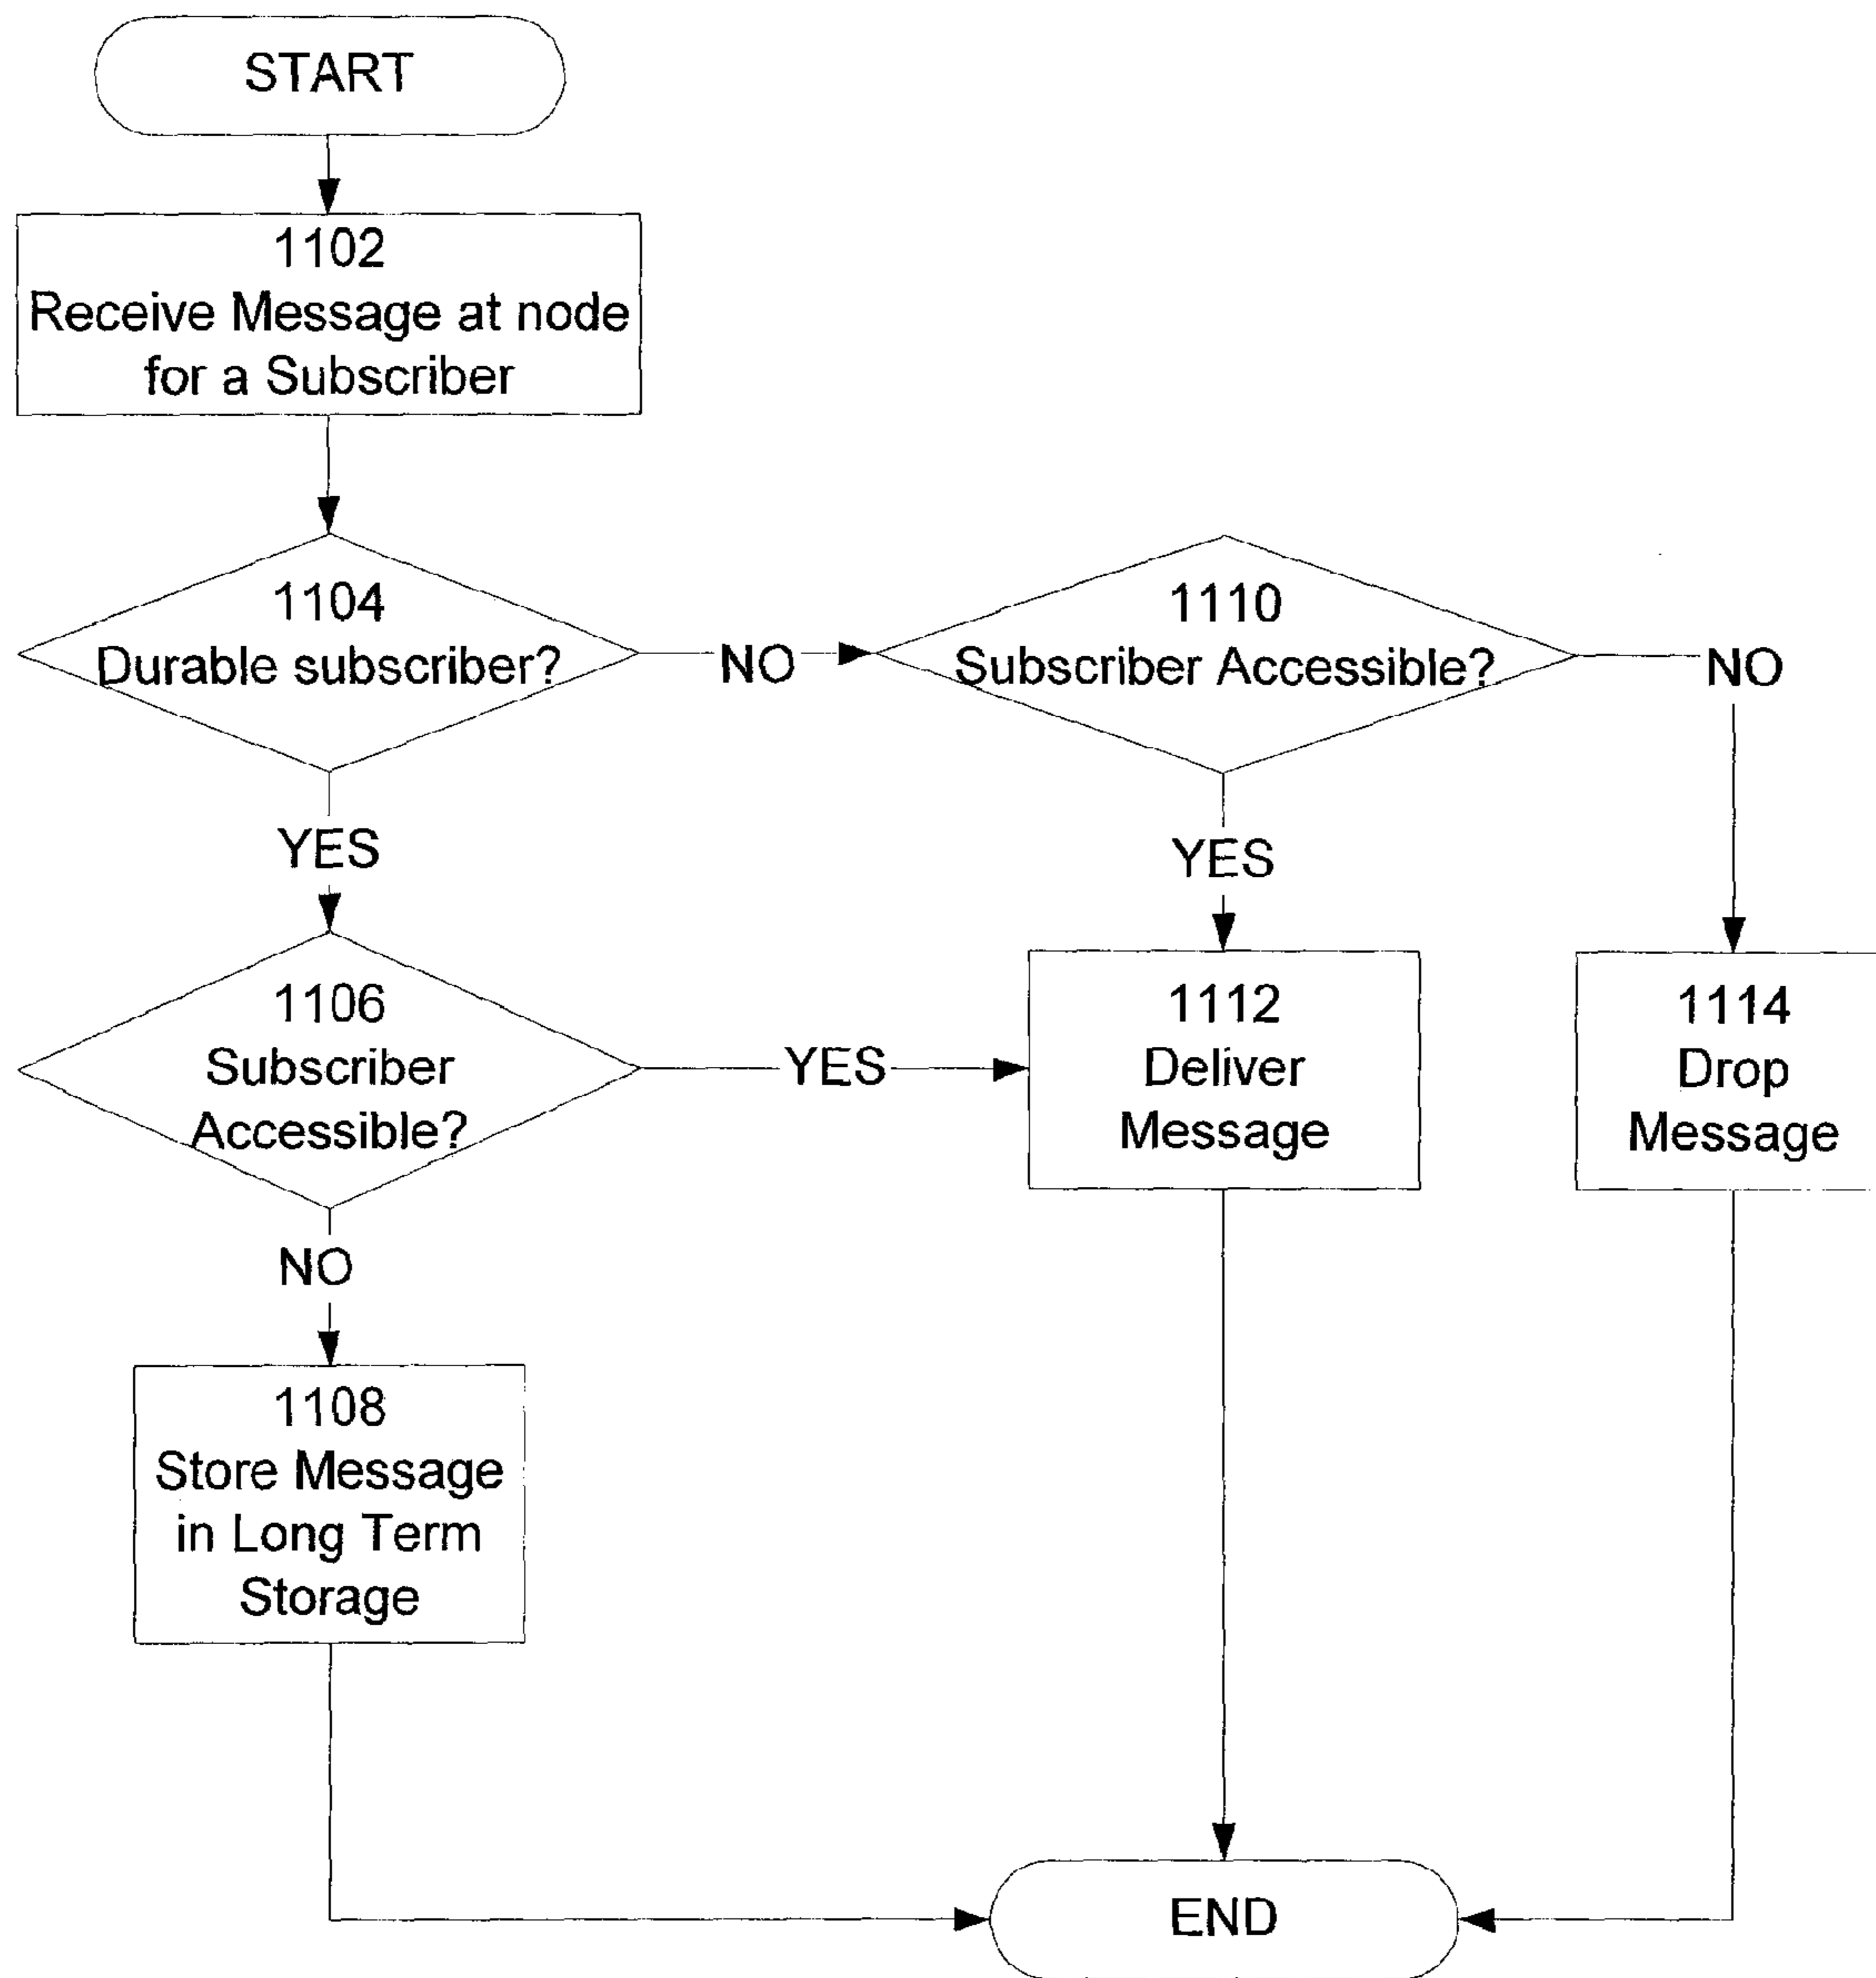 START
1102
Receive Message at node
for a Subscriber
1104
Durable subscriber?
NO
1110
Subscriber Accessible?
NO
YES
YES
1106
Subscriber
Accessible?
YES
1112
Deliver
Message
1114
Drop
Message
NO
1108
Store Message
in Long Term
Storage
END